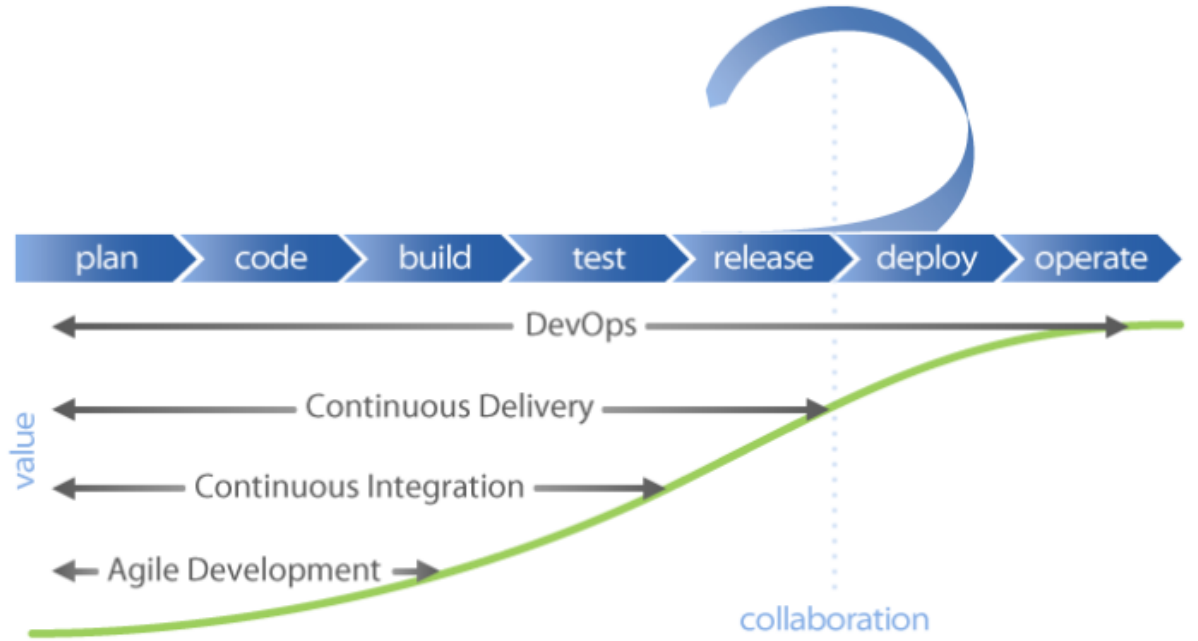 plan code build test release deploy operate
DevOps
Continuous Delivery
value
Continuous Integration
Agile Development
collaboration